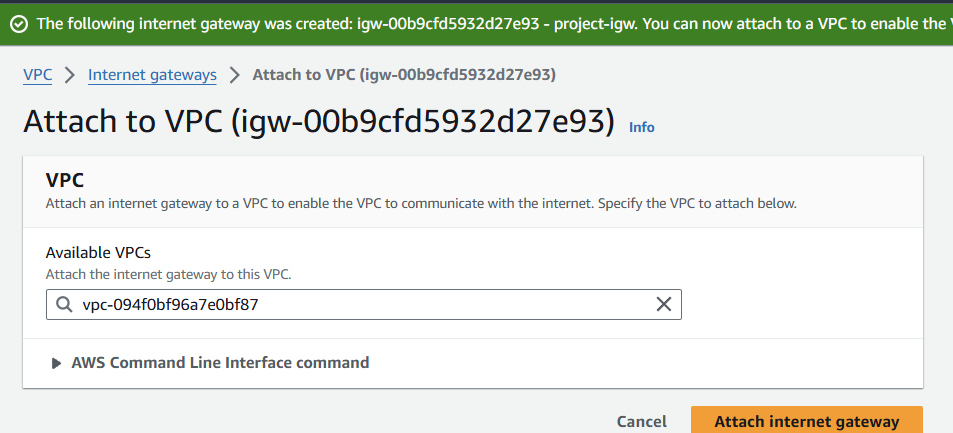 The following internet gateway was created: igw-00b9cfd5932d27e93 - project-igw. You can now attach to a VPC to enable the
VPC > Internet gateways > Attach to VPC (igw-00b9cfd5932d27e93)
Attach to VPC (igw-00b9cfd5932d27e93) Info
VPC
Attach an internet gateway to a VPC to enable the VPC to communicate with the internet. Specify the VPC to attach below.
Available VPCs
Attach the internet gateway to this VPC.
vpc-094f0bf96a7e0bf87
AWS Command Line Interface command
Cancel Attach internet gateway